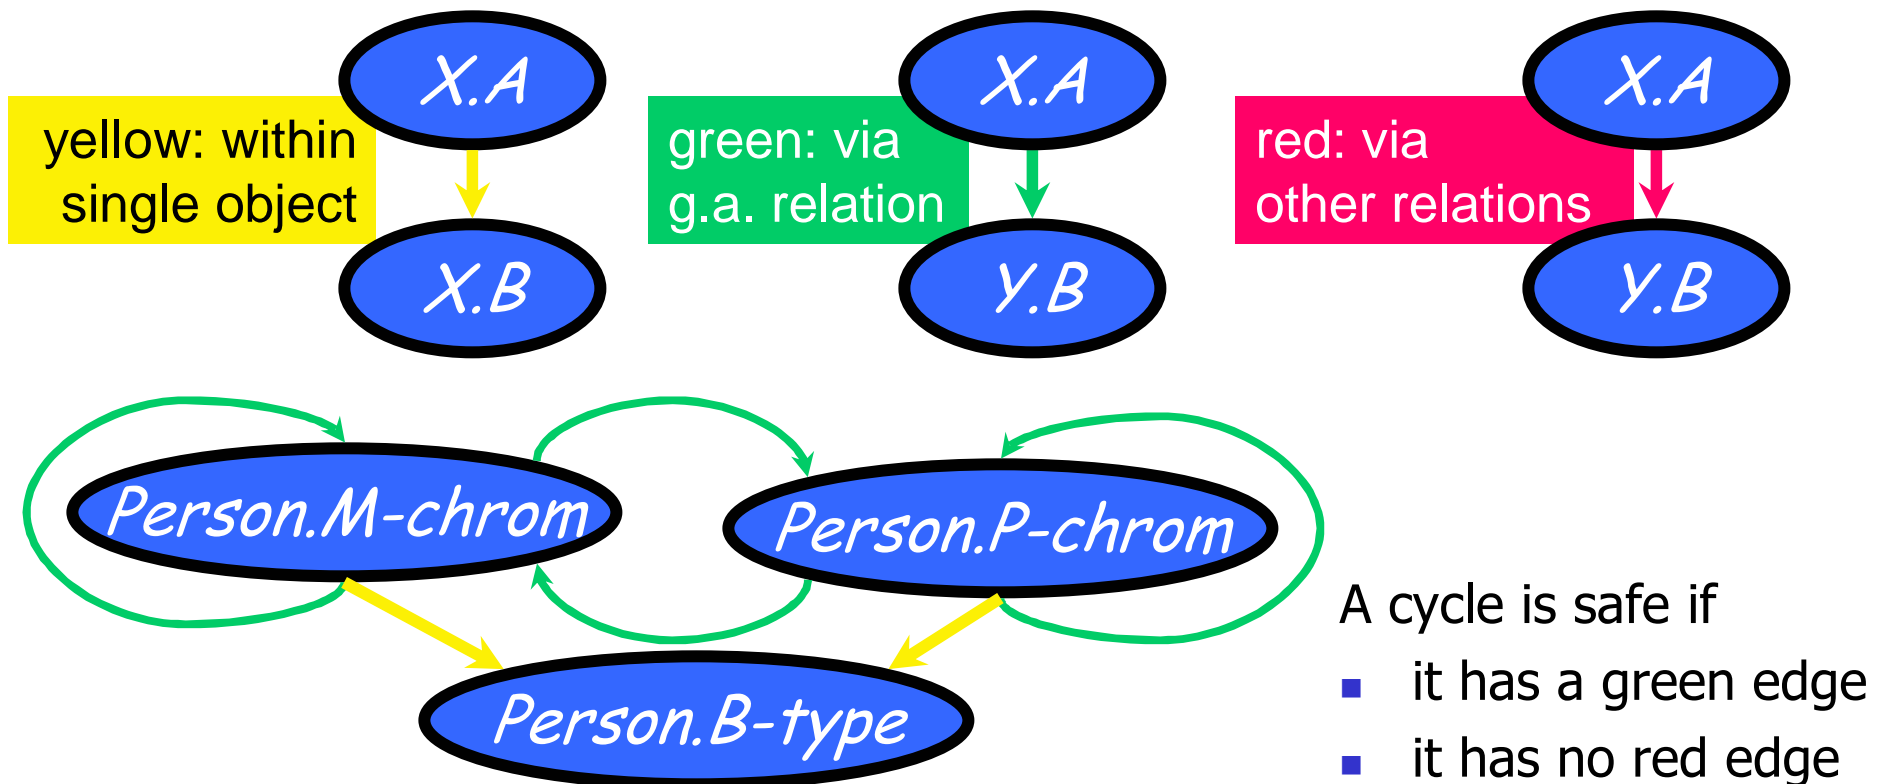 X.A
yellow: within
single object
X.B
X.A
green: via
g.a. relation
Y.B
X.A
red: via
other relations
Y.B
Person.M-chrom
Person.P-chrom
Person.B-type
A cycle is safe if
▪ it has a green edge
▪ it has no red edge